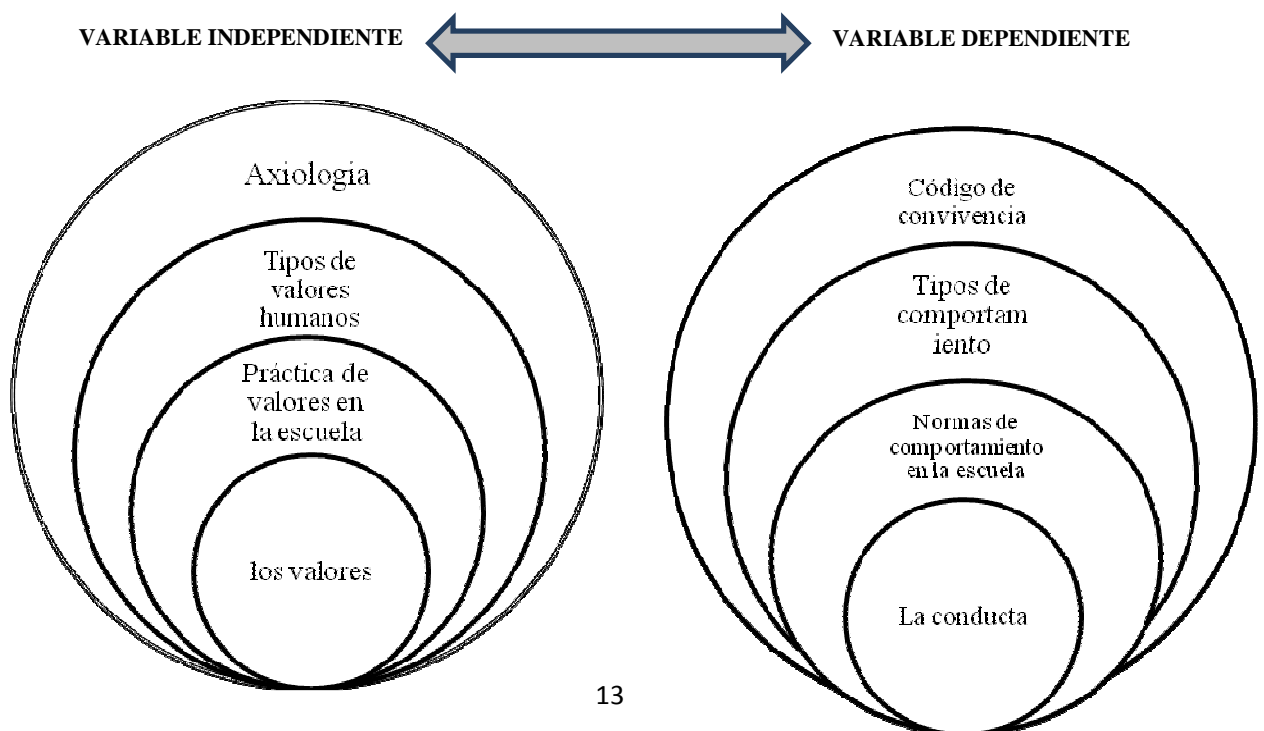 VARIABLE INDEPENDIENTE
VARIABLE DEPENDIENTE
Axiología
Tipos de
valores
humanos
Práctica de
valores en
la escuela
los valores
Código de
convivencia
Tipos de
comportam
iento
Normas de
comportamiento
en la escuela
La conducta
13